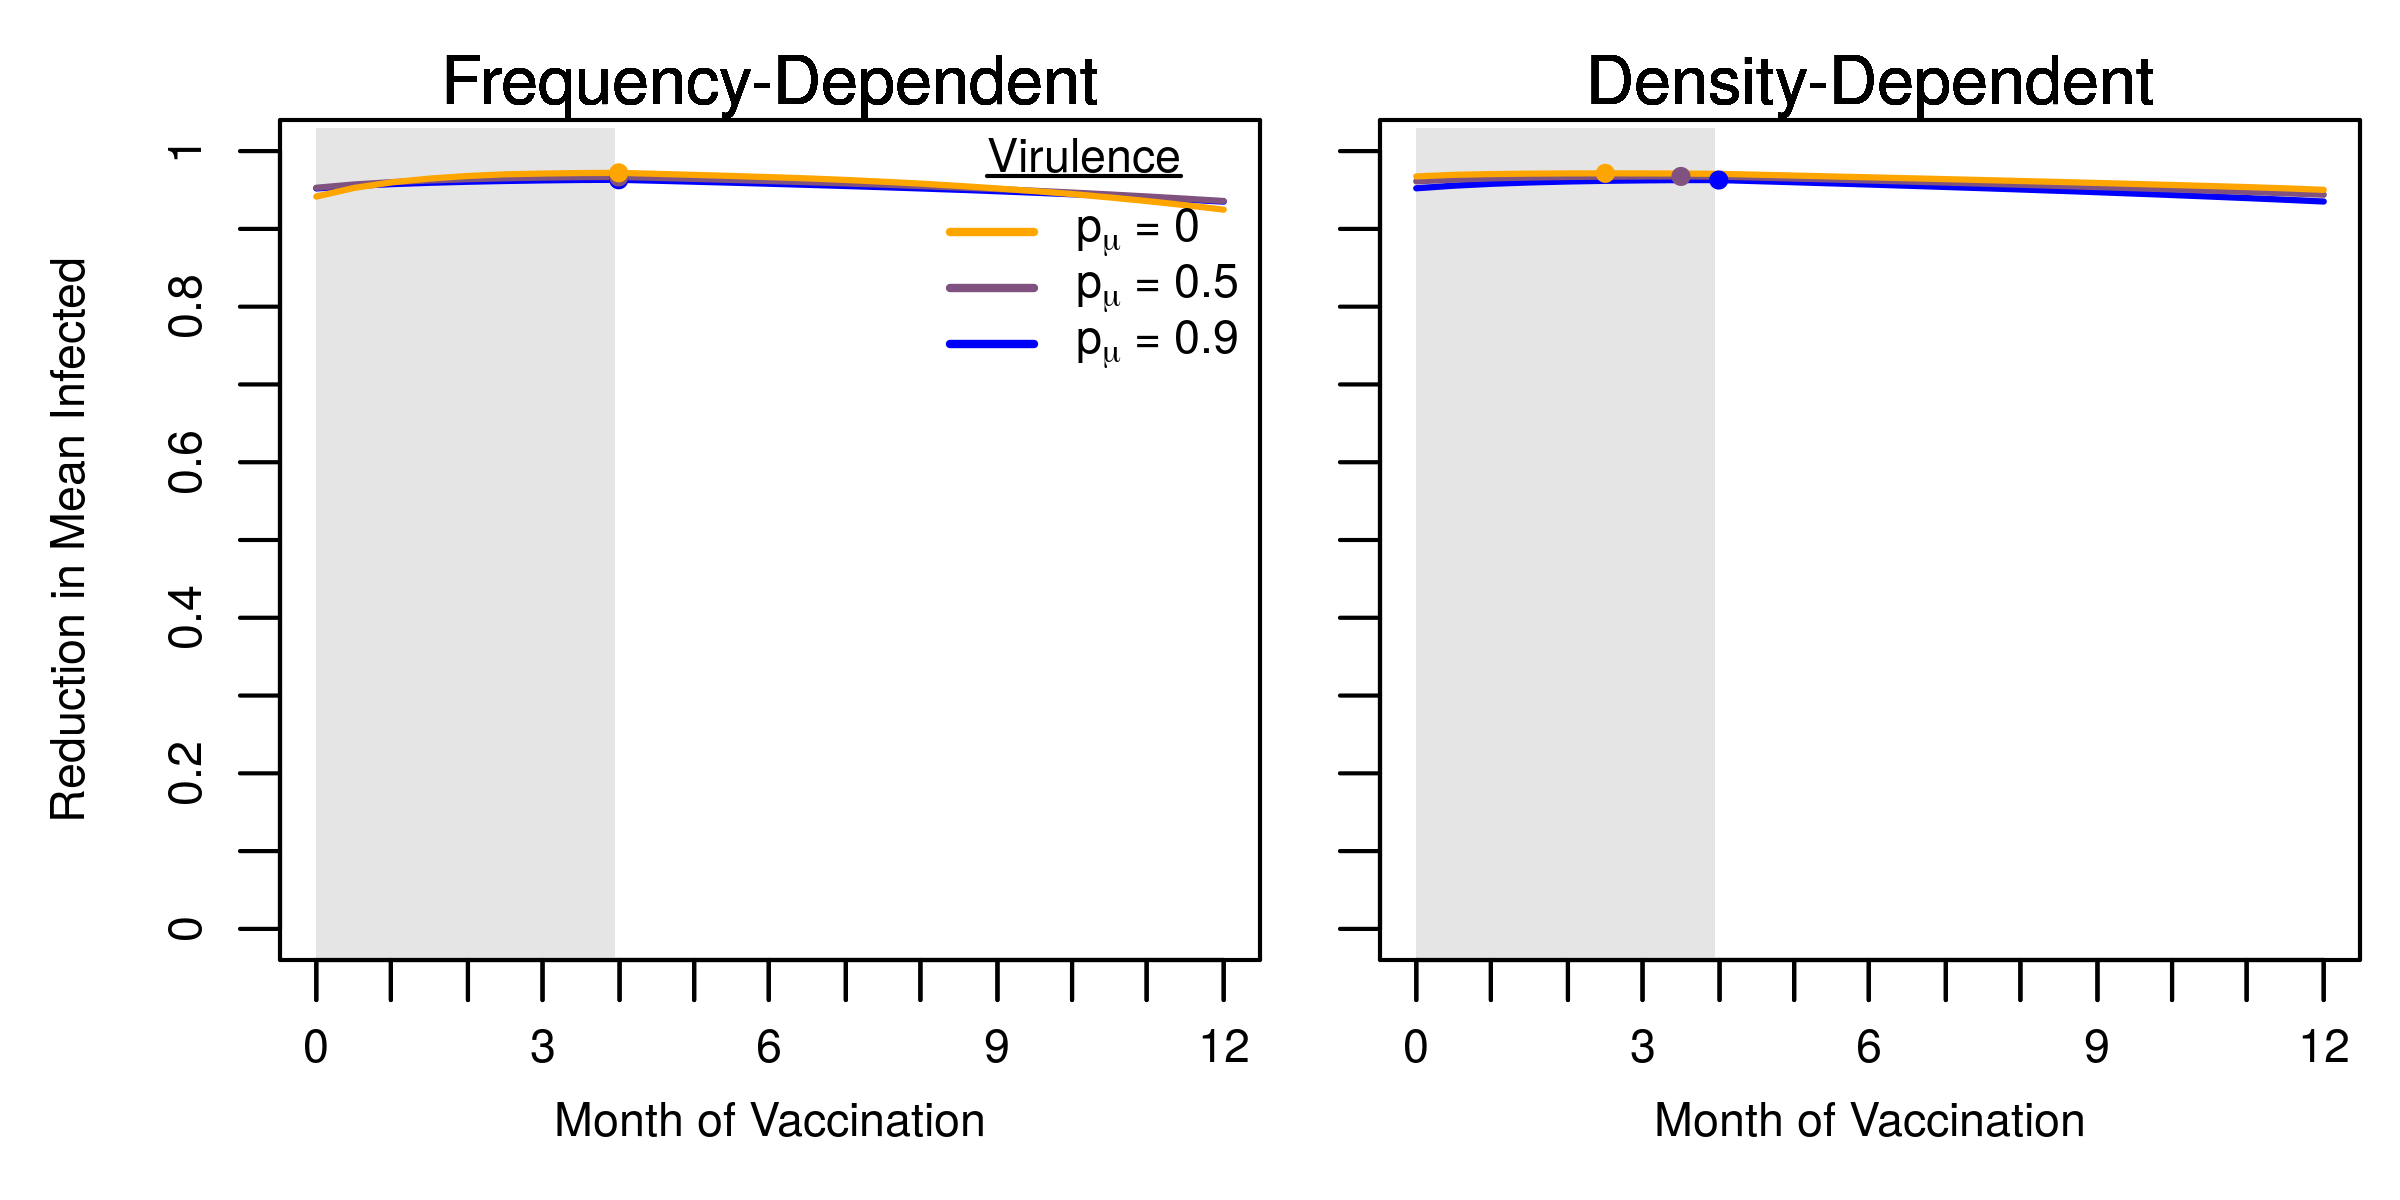 Frequency-Dependent
Density-Dependent
Reduction in Mean Infected
1
0.8
0.6
0.4
0.2
0
Virulence
pμ = 0
pμ = 0.5
pμ = 0.9
0 3 6 9 12
0 3 6 9 12
Month of Vaccination
Month of Vaccination